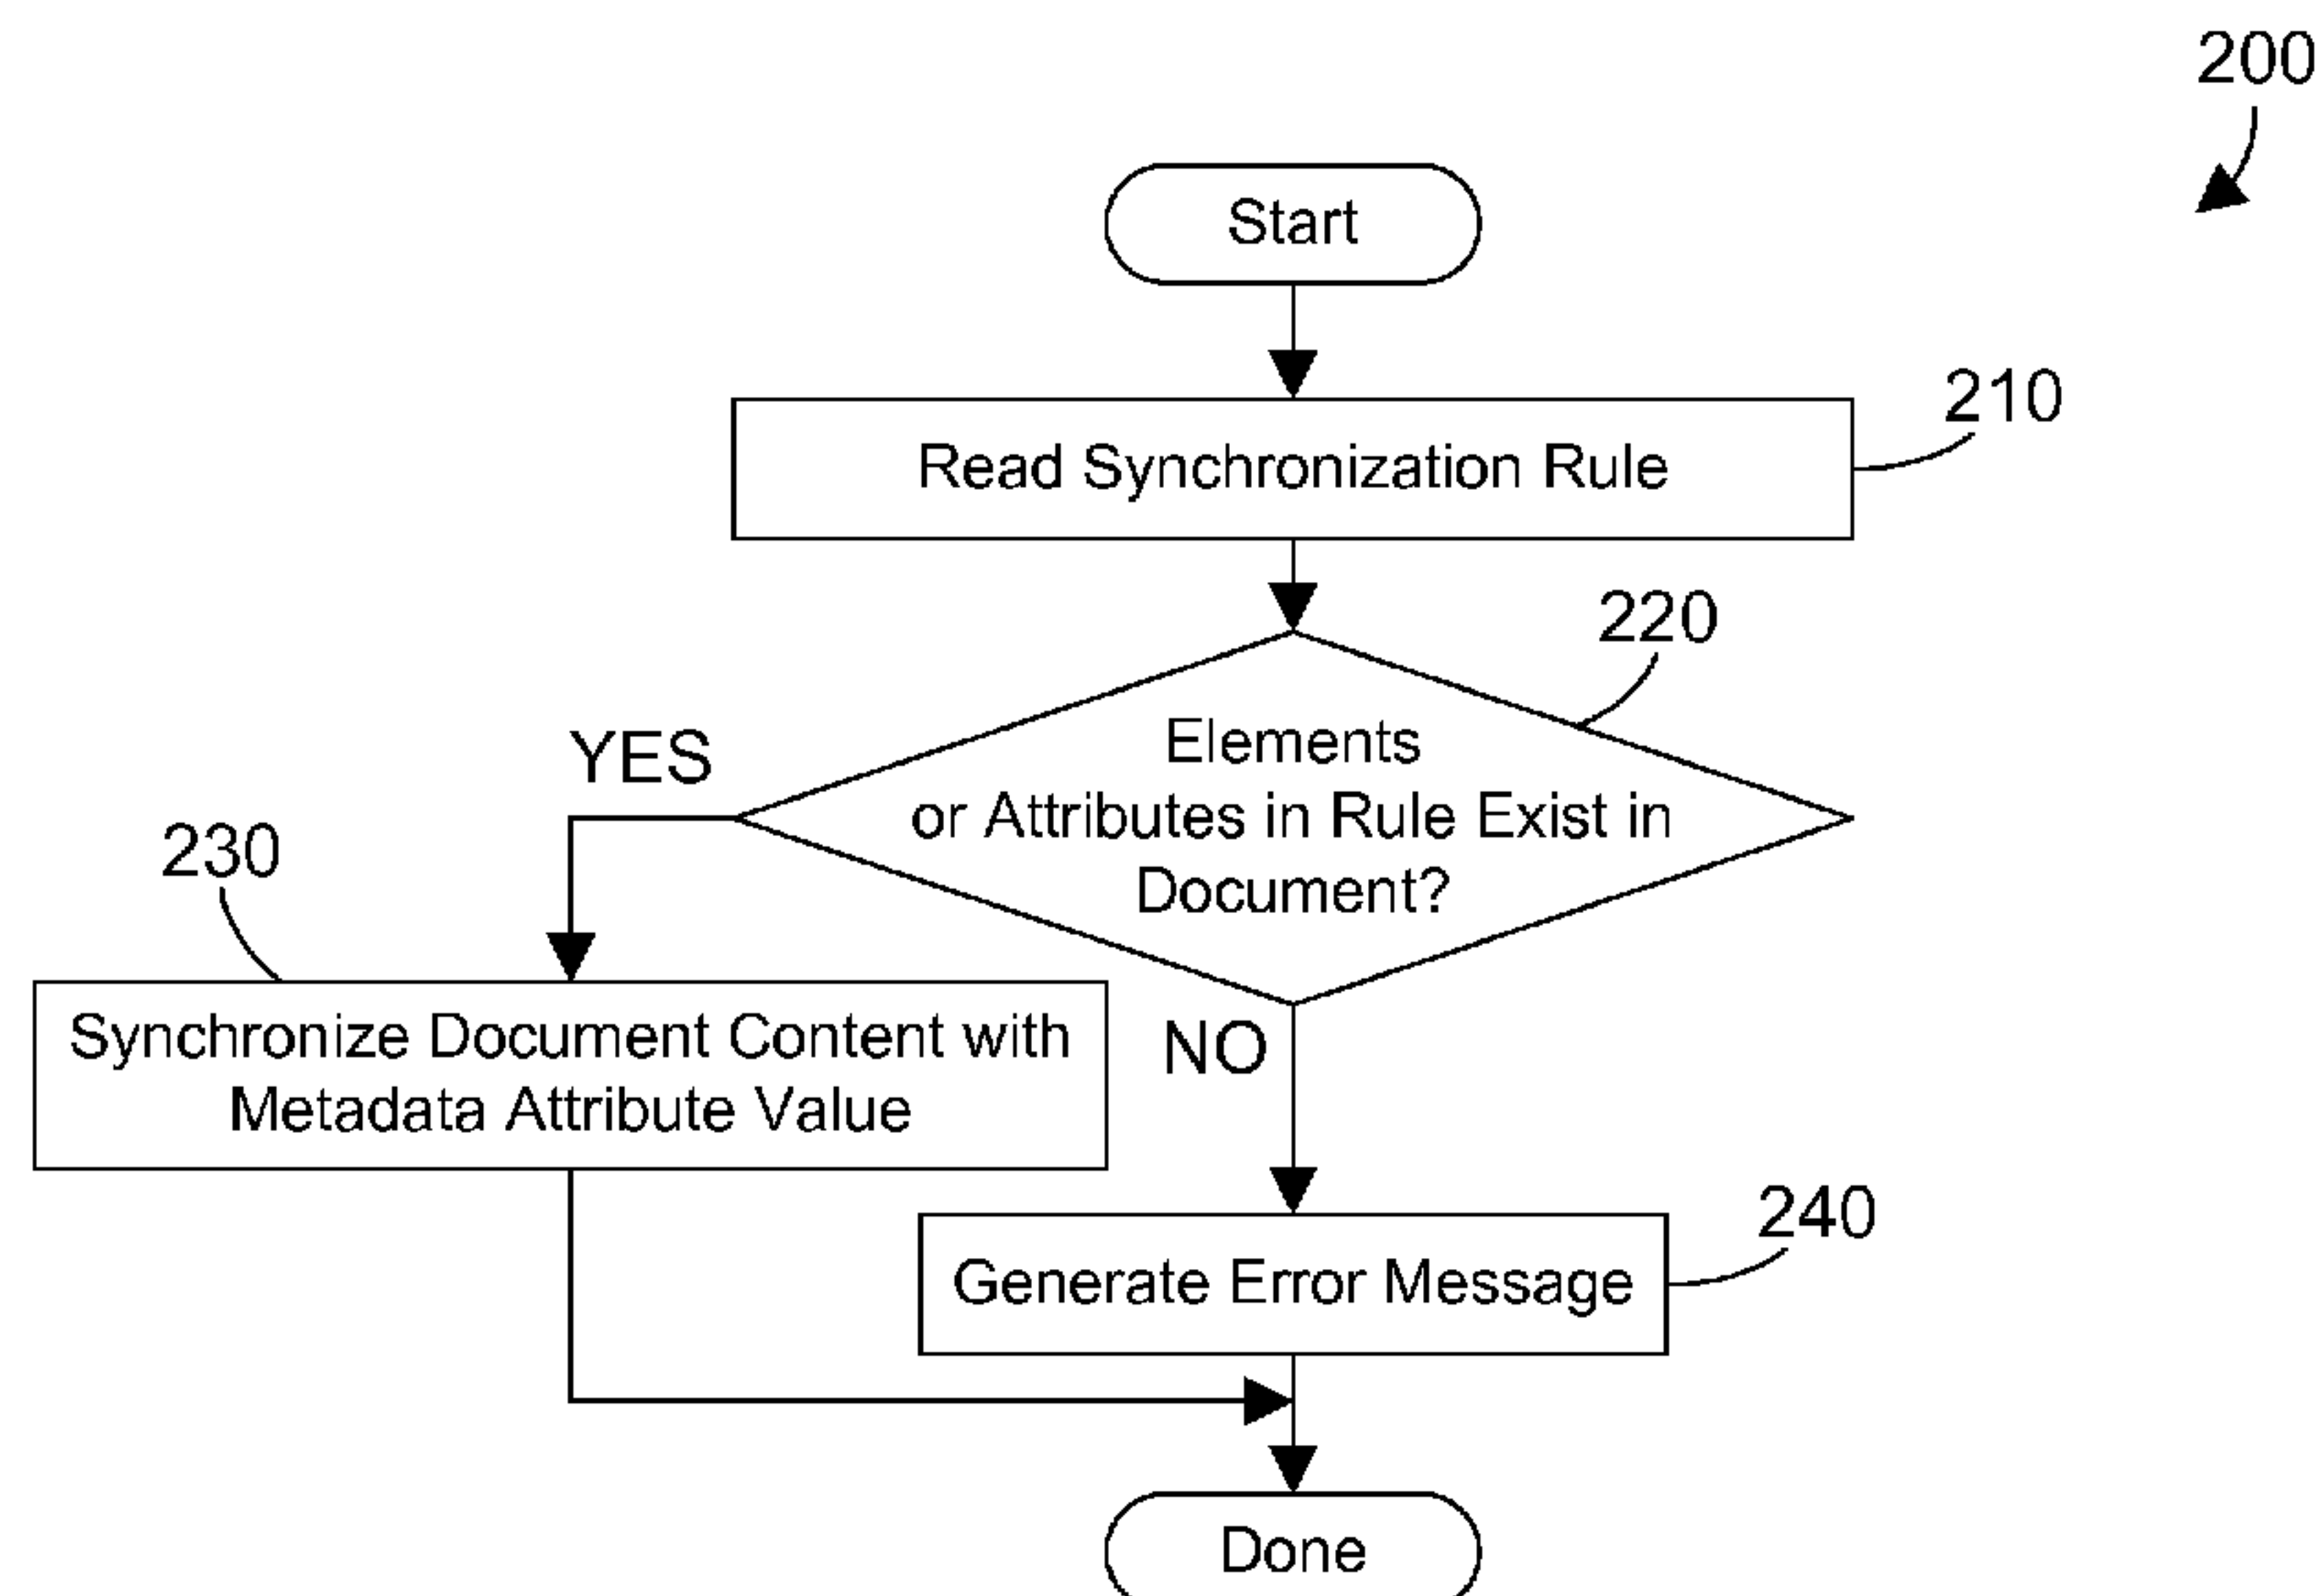 200
Start
210
Read Synchronization Rule
220
Elements
or Attributes in Rule Exist in
Document?
YES
230
Synchronize Document Content with
Metadata Attribute Value
NO
240
Generate Error Message
Done